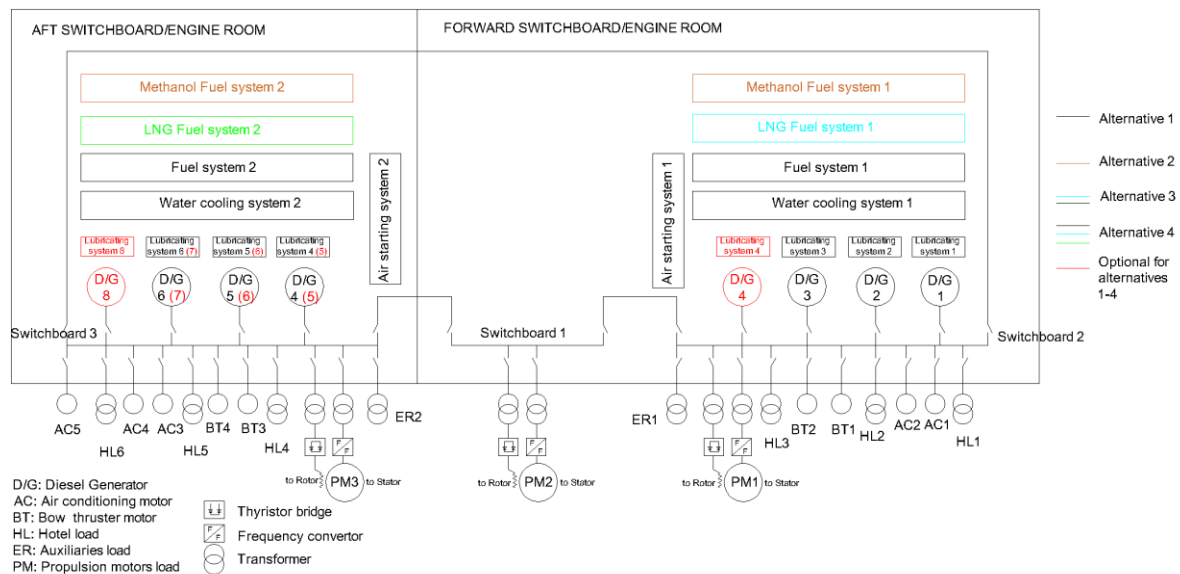 AFT SWITCHBOARD/ENGINE ROOM
FORWARD SWITCHBOARD/ENGINE ROOM
Methanol Fuel system 2
LNG Fuel system 2
Fuel system 2
Water cooling system 2
Air starting system 2
Lubricating
system 8
Lubricating
system 6 (7)
Lubricating
system 5 (6)
Lubricating
system 4 (5)
D/G
8
D/G
6 (7)
D/G
5 (6)
D/G
4 (5)
Methanol Fuel system 1
LNG Fuel system 1
Fuel system 1
Water cooling system 1
Air starting system 1
Lubricating
system 4
Lubricating
system 3
Lubricating
system 2
Lubricating
system 1
D/G
4
D/G
3
D/G
2
D/G
1
Alternative 1
Alternative 2
Alternative 3
Alternative 4
Optional for
alternatives
1-4
Switchboard 3
Switchboard 1
Switchboard 2
AC5
HL6
AC4
AC3
HL5
BT4
BT3
HL4
ER2
ER1
HL3
BT2
BT1
HL2
AC2
AC1
HL1
F
F
F
F
F
F
to Rotor
PM3
to Stator
to Rotor
PM2
to Stator
to Rotor
PM1
to Stator
D/G: Diesel Generator
AC: Air conditioning motor
BT: Bow thruster motor
HL: Hotel load
ER: Auxiliaries load
PM: Propulsion motors load
Thyristor bridge
F
F
Frequency convertor
Transformer